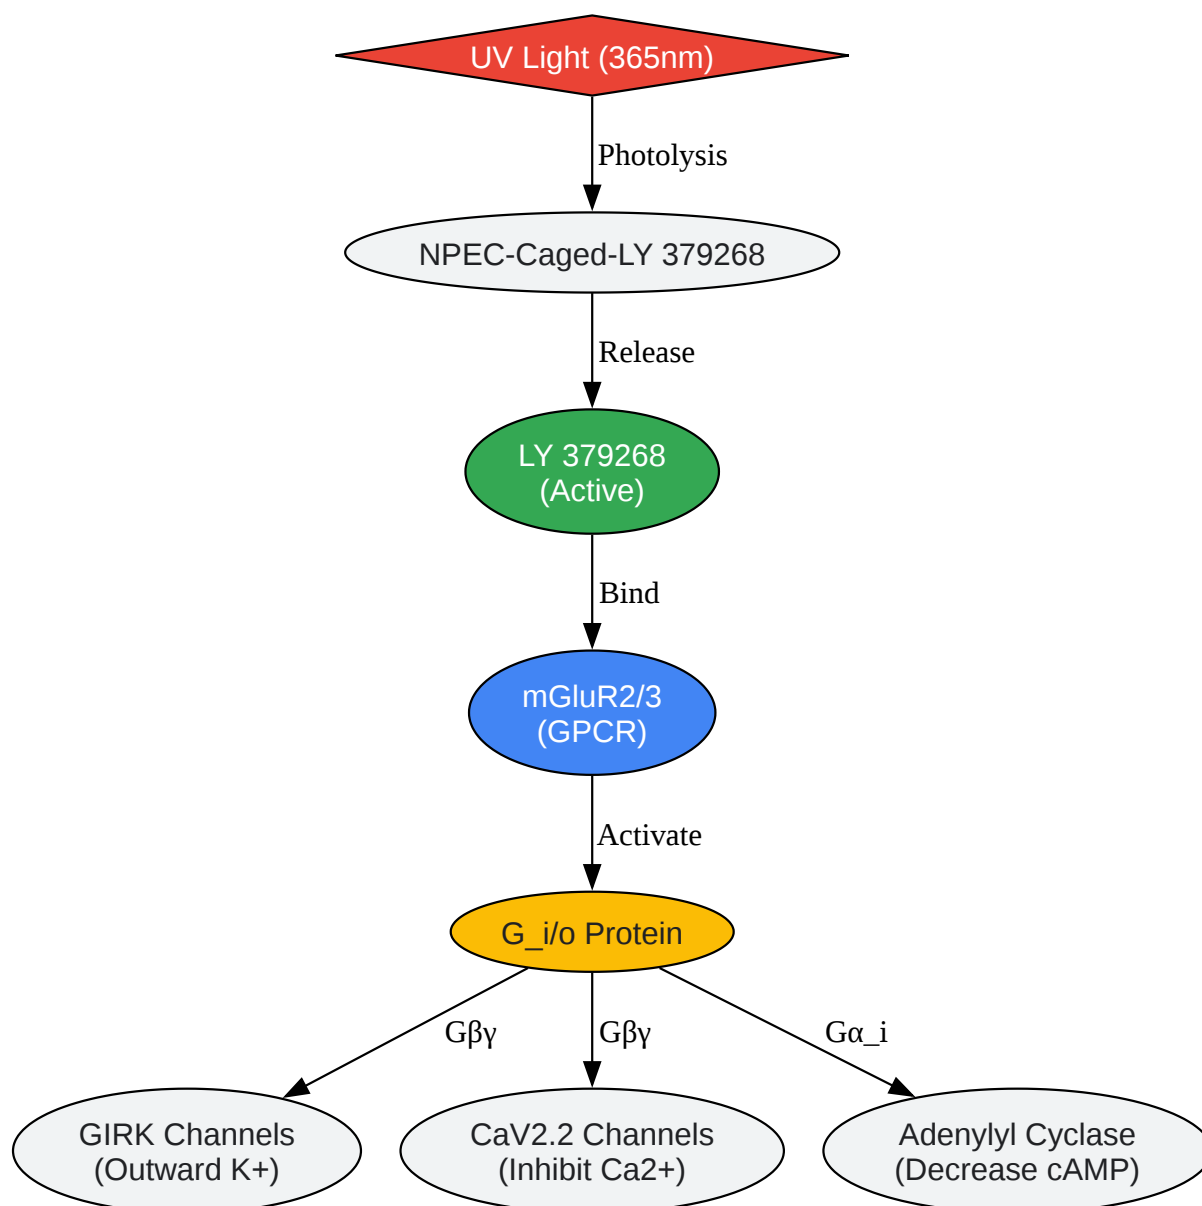 UV Light (365nm)
Photolysis
NPEC-Caged-LY 379268
Release
LY 379268
(Active)
Bind
mGluR2/3
(GPCR)
Activate
G_i/o Protein
Gβγ
Gβγ
Gα_i
GIRK Channels
(Outward K+)
CaV2.2 Channels
(Inhibit Ca2+)
Adenylyl Cyclase
(Decrease cAMP)